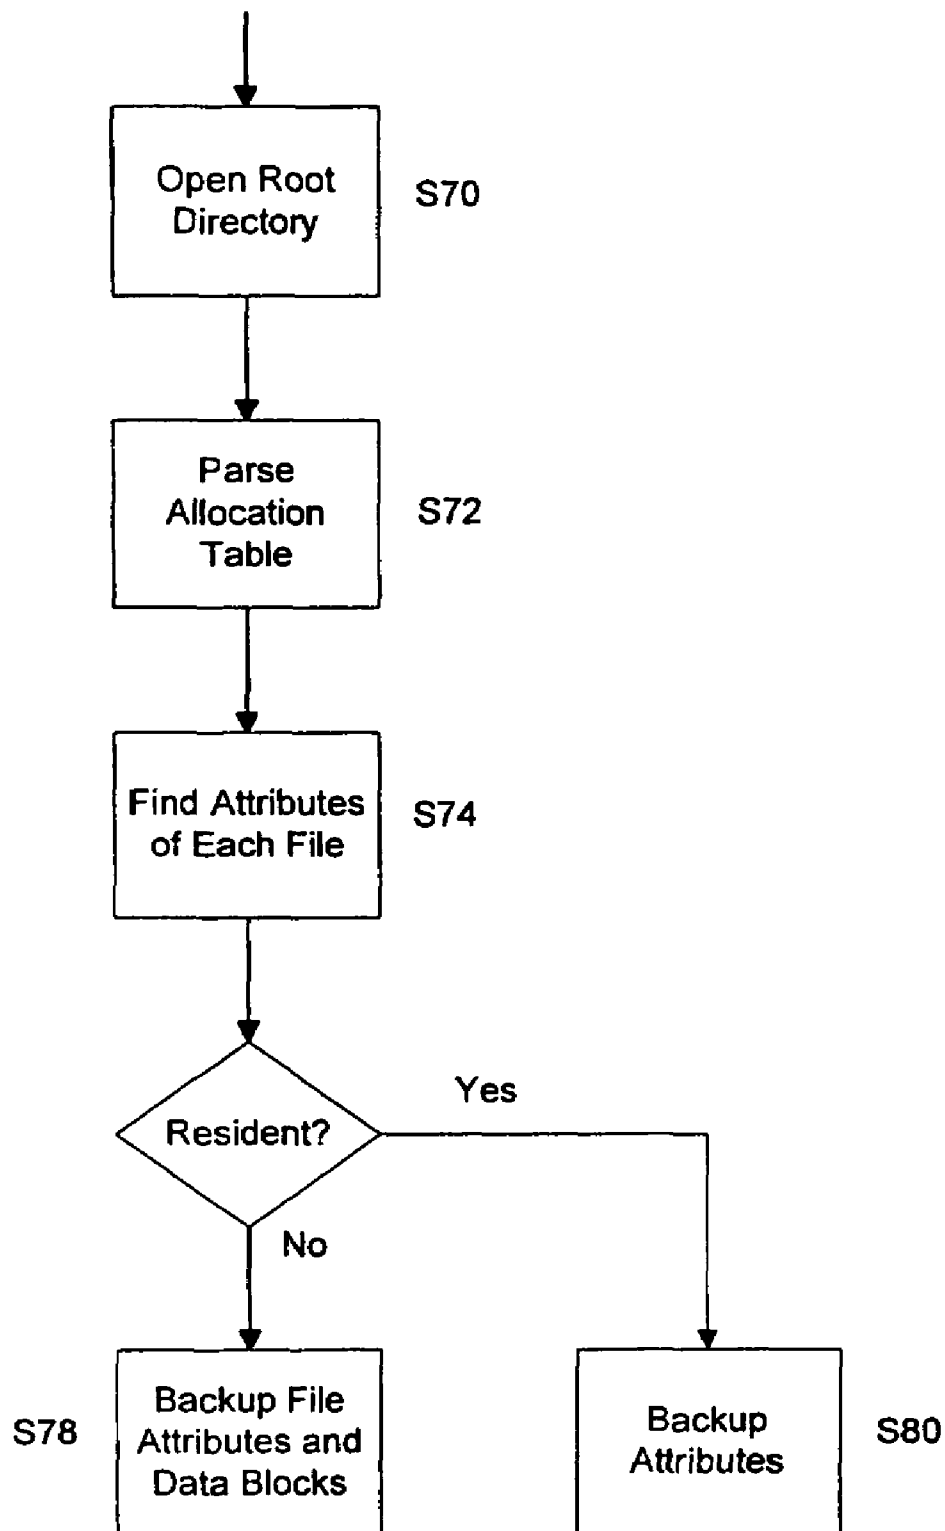 Open Root
Directory
S70
Parse
Allocation
Table
S72
Find Attributes
of Each File
S74
Resident?
Yes
No
S78
Backup File
Attributes and
Data Blocks
Backup
Attributes
S80